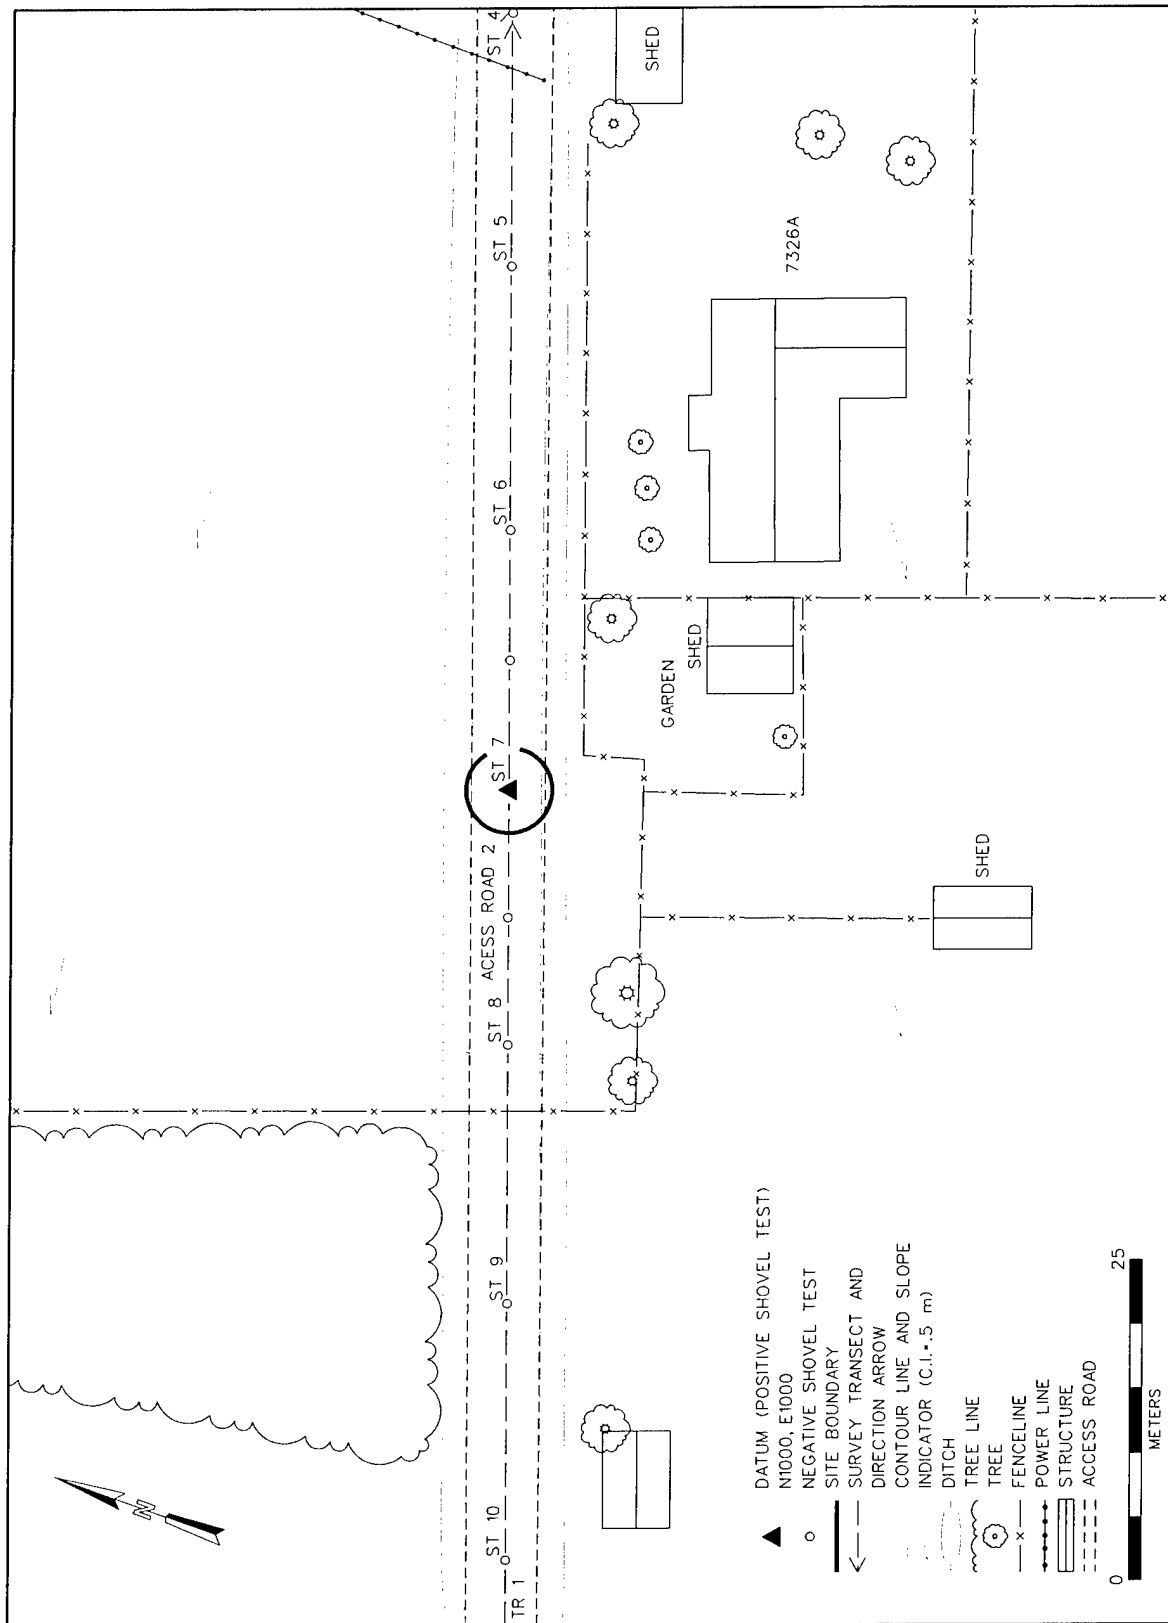 ST 4
SHED
ST 5
7326A
ST 6
SHED
GARDEN
ST 7
ACESS ROAD 2
SHED
ST 8
ST 9
ST 10
TR 1
N
DATUM (POSITIVE SHOVEL TEST)
N1000, E1000
NEGATIVE SHOVEL TEST
SITE BOUNDARY
SURVEY TRANSECT AND
DIRECTION ARROW
CONTOUR LINE AND SLOPE
INDICATOR (C.I.=.5 m)
DITCH
TREE LINE
TREE
FENCELINE
POWER LINE
STRUCTURE
ACCESS ROAD
0 25
METERS